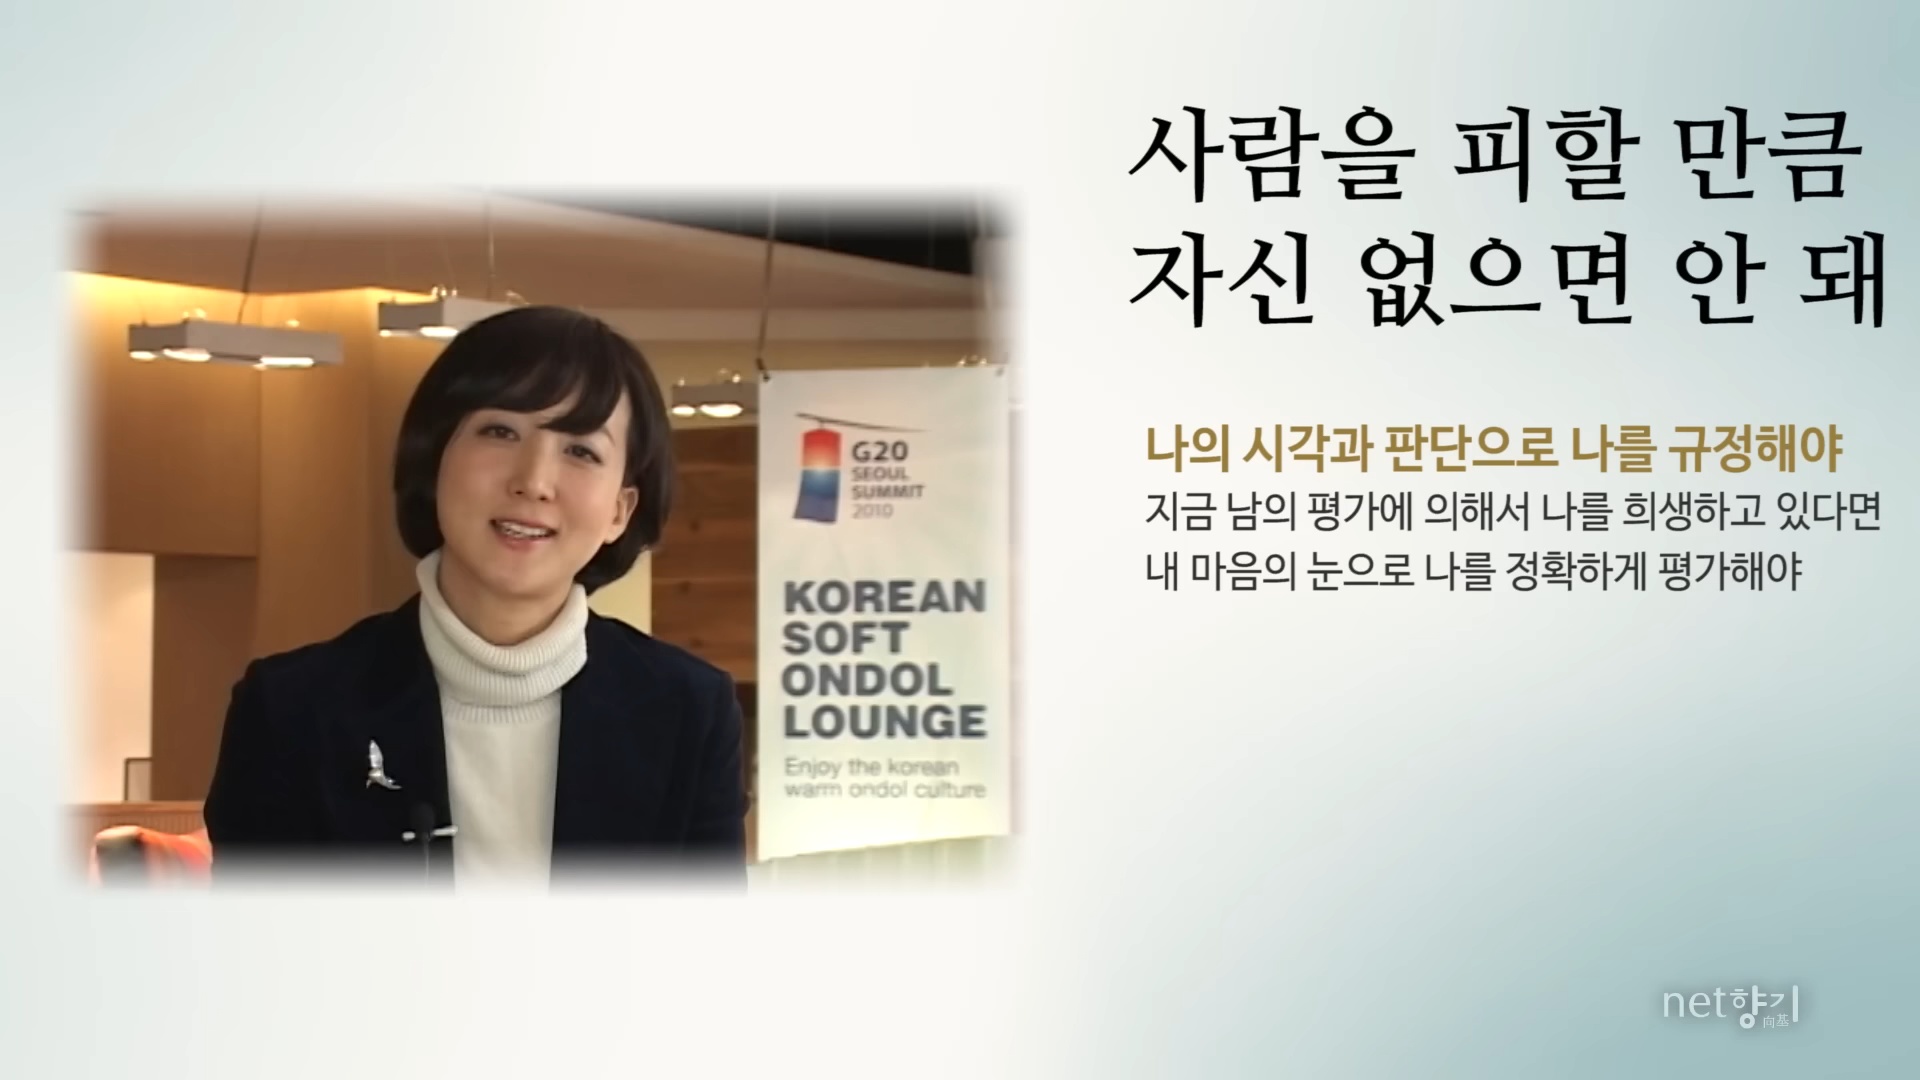 사람을 피할 만큼
자신 없으면 안 돼
나의 시각과 판단으로 나를 규정해야
지금 남의 평가에 의해서 나를 희생하고 있다면
내 마음의 눈으로 나를 정확하게 평가해야
G20
SEOUL
SUMMIT
2010
KOREAN
SOFT
ONDOL
LOUNGE
Enjoy the korean
warm ondol culture
net향기
向基